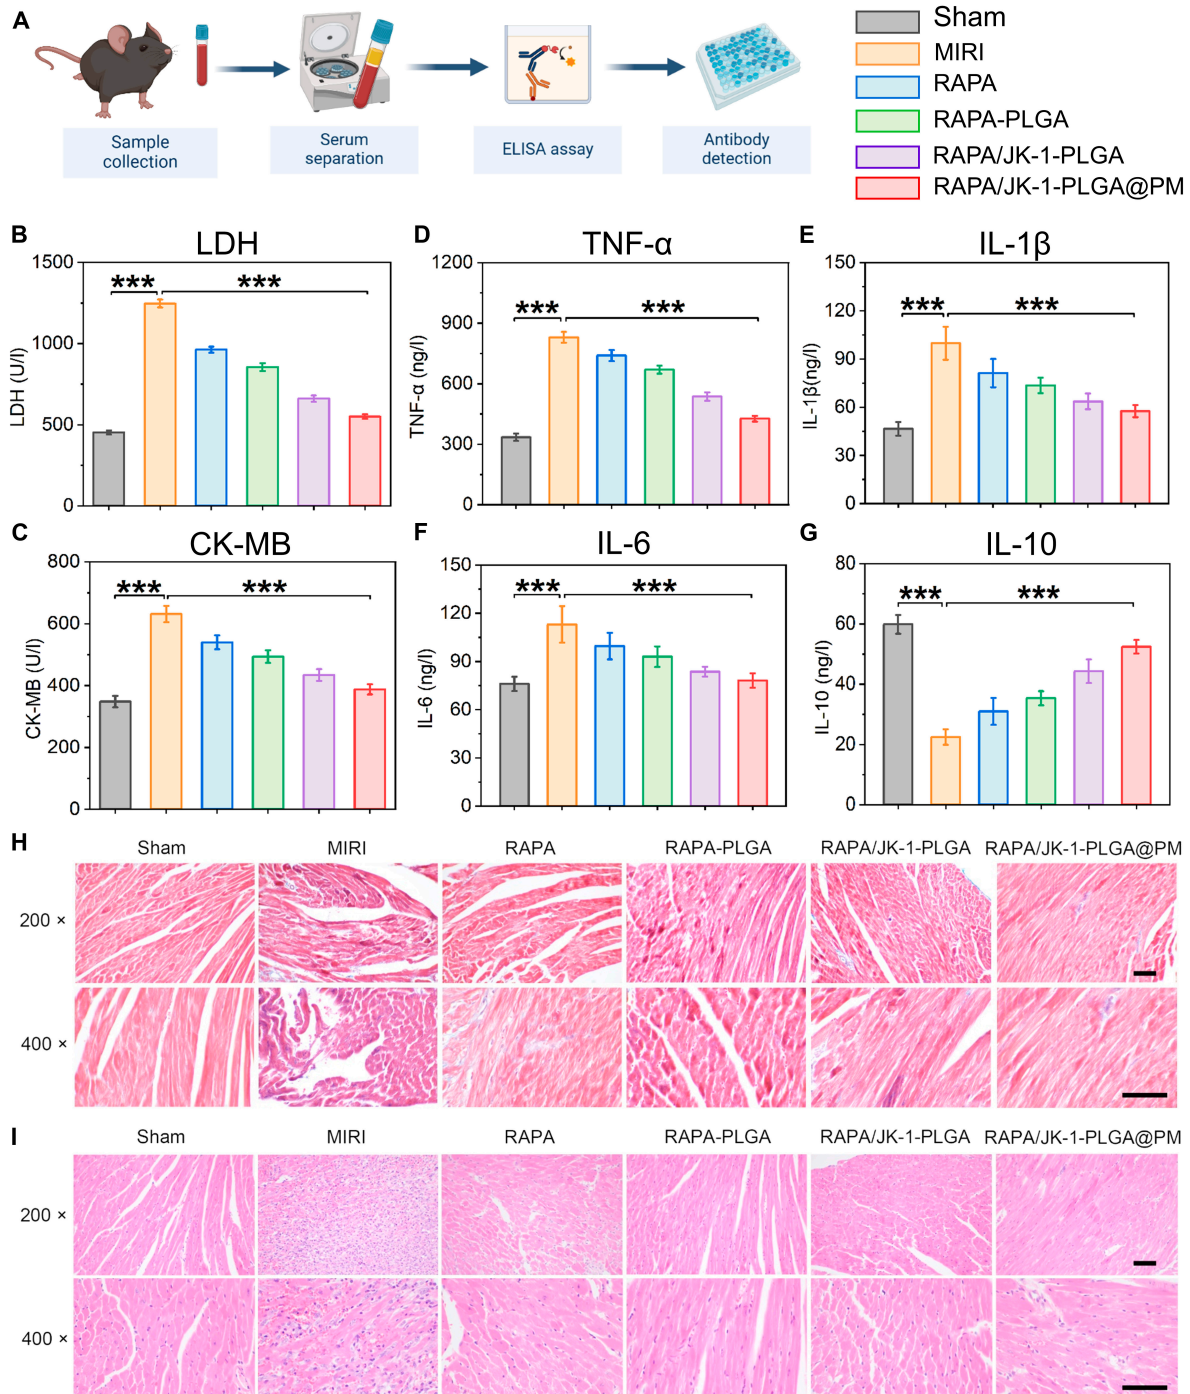 A
Sample
collection
Serum
separation
ELISA assay
Antibody
detection
Sham
MIRI
RAPA
RAPA-PLGA
RAPA/JK-1-PLGA
RAPA/JK-1-PLGA@PM
B
LDH
LDH (U/l)
1500
1000
500
0
***
***
D
TNF-α
TNF-α (ng/l)
1200
900
600
300
0
***
***
E
IL-1β
IL-1β(ng/l)
150
120
90
60
30
0
***
***
C
CK-MB
CK-MB (U/l)
800
600
400
200
0
***
***
F
IL-6
IL-6 (ng/l)
150
120
90
60
30
0
***
***
G
IL-10
IL-10 (ng/l)
80
60
40
20
0
***
***
H
Sham MIRI RAPA RAPA-PLGA RAPA/JK-1-PLGA RAPA/JK-1-PLGA@PM
200 ×
400 ×
I
Sham MIRI RAPA RAPA-PLGA RAPA/JK-1-PLGA RAPA/JK-1-PLGA@PM
200 ×
400 ×